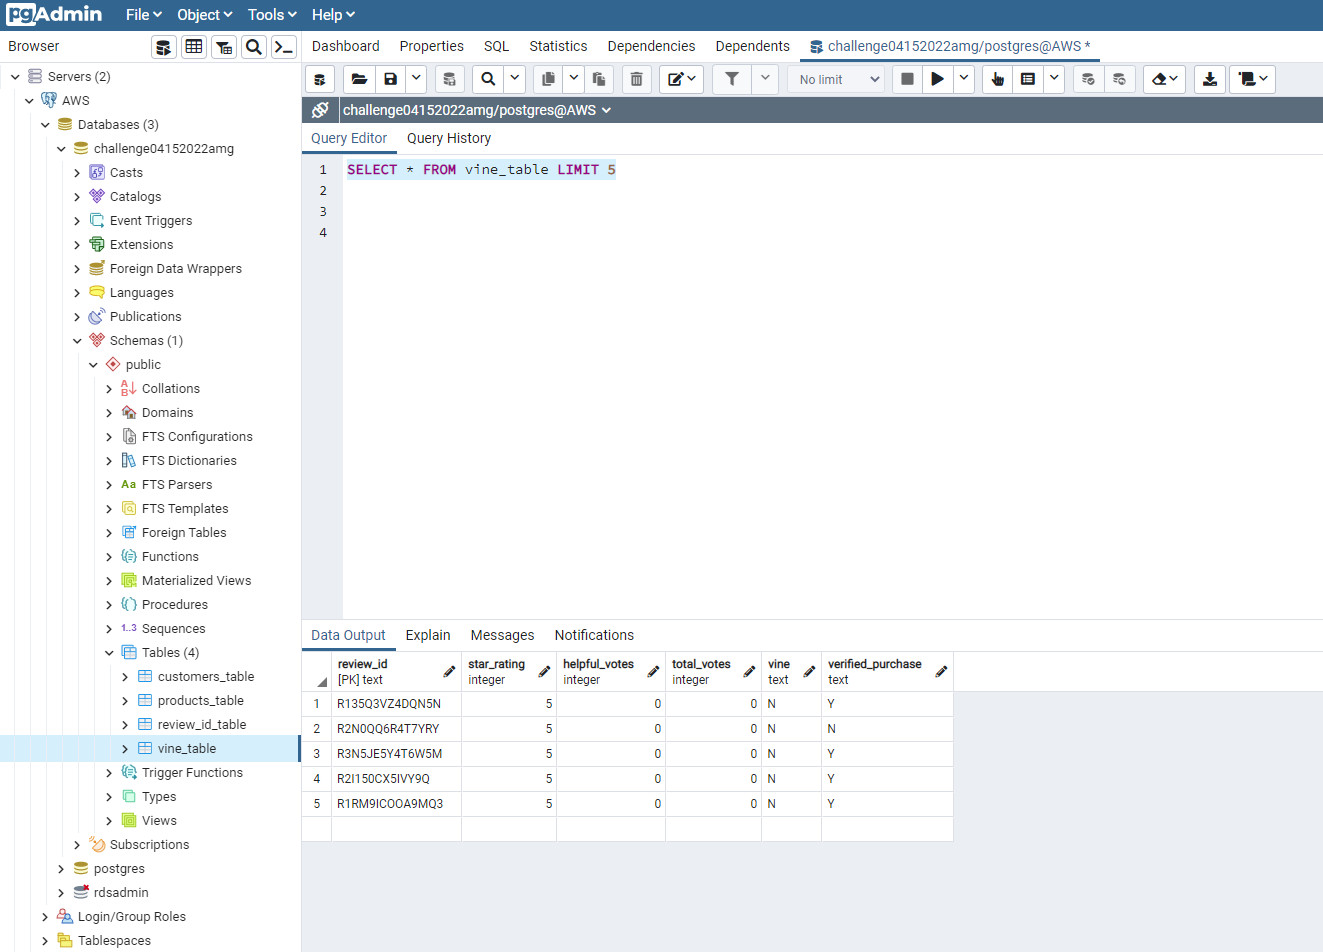 pgAdmin File Object Tools Help
Browser
Dashboard Properties SQL Statistics Dependencies Dependents challenge04152022amg/postgres@AWS *
No limit
challenge04152022amg/postgres@AWS
Query Editor Query History
1 SELECT * FROM vine_table LIMIT 5
2
3
4
Servers (2)
AWS
Databases (3)
challenge04152022amg
Casts
Catalogs
Event Triggers
Extensions
Foreign Data Wrappers
Languages
Publications
Schemas (1)
public
Collations
Domains
FTS Configurations
FTS Dictionaries
Aa FTS Parsers
FTS Templates
Foreign Tables
Functions
Materialized Views
Procedures
1..3 Sequences
Tables (4)
customers_table
products_table
review_id_table
vine_table
Trigger Functions
Types
Views
Subscriptions
postgres
rdsadmin
Login/Group Roles
Tablespaces
Data Output Explain Messages Notifications
review_id star_rating helpful_votes total_votes vine verified_purchase
[PK] text integer integer integer text text
1 R135Q3VZ4DQN5N 5 0 0 N Y
2 R2N0QQ6R4T7YRY 5 0 0 N N
3 R3N5JE5Y4T6W5M 5 0 0 N Y
4 R2I150CX5IVY9Q 5 0 0 N Y
5 R1RM9ICOOA9MQ3 5 0 0 N Y